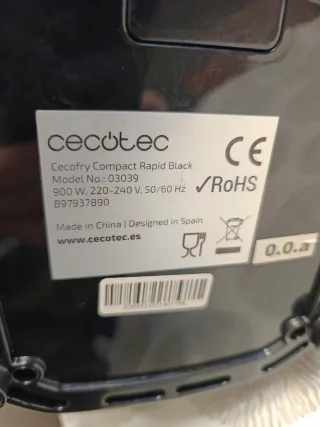 cecotec
CE
Cecofry Compact Rapid Black
Model No.: 03039
900 W, 220-240 V, 50/60 Hz
B97937890
✓RoHS
Made in China | Designed in Spain
www.cecotec.es
0.0.a